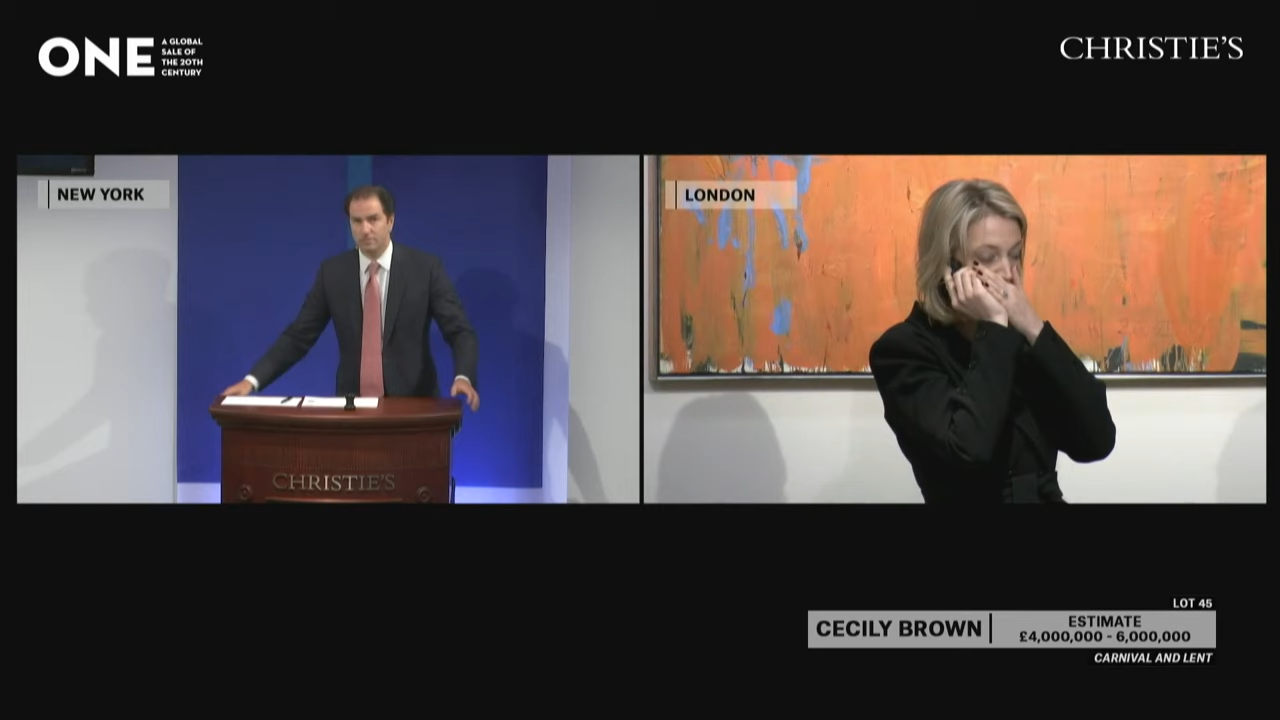 ONE
A GLOBAL
SALE OF
THE 20TH
CENTURY
CHRISTIE'S
NEW YORK
LONDON
CHRISTIE'S
LOT 45
CECILY BROWN
ESTIMATE
£4,000,000 - 6,000,000
CARNIVAL AND LENT